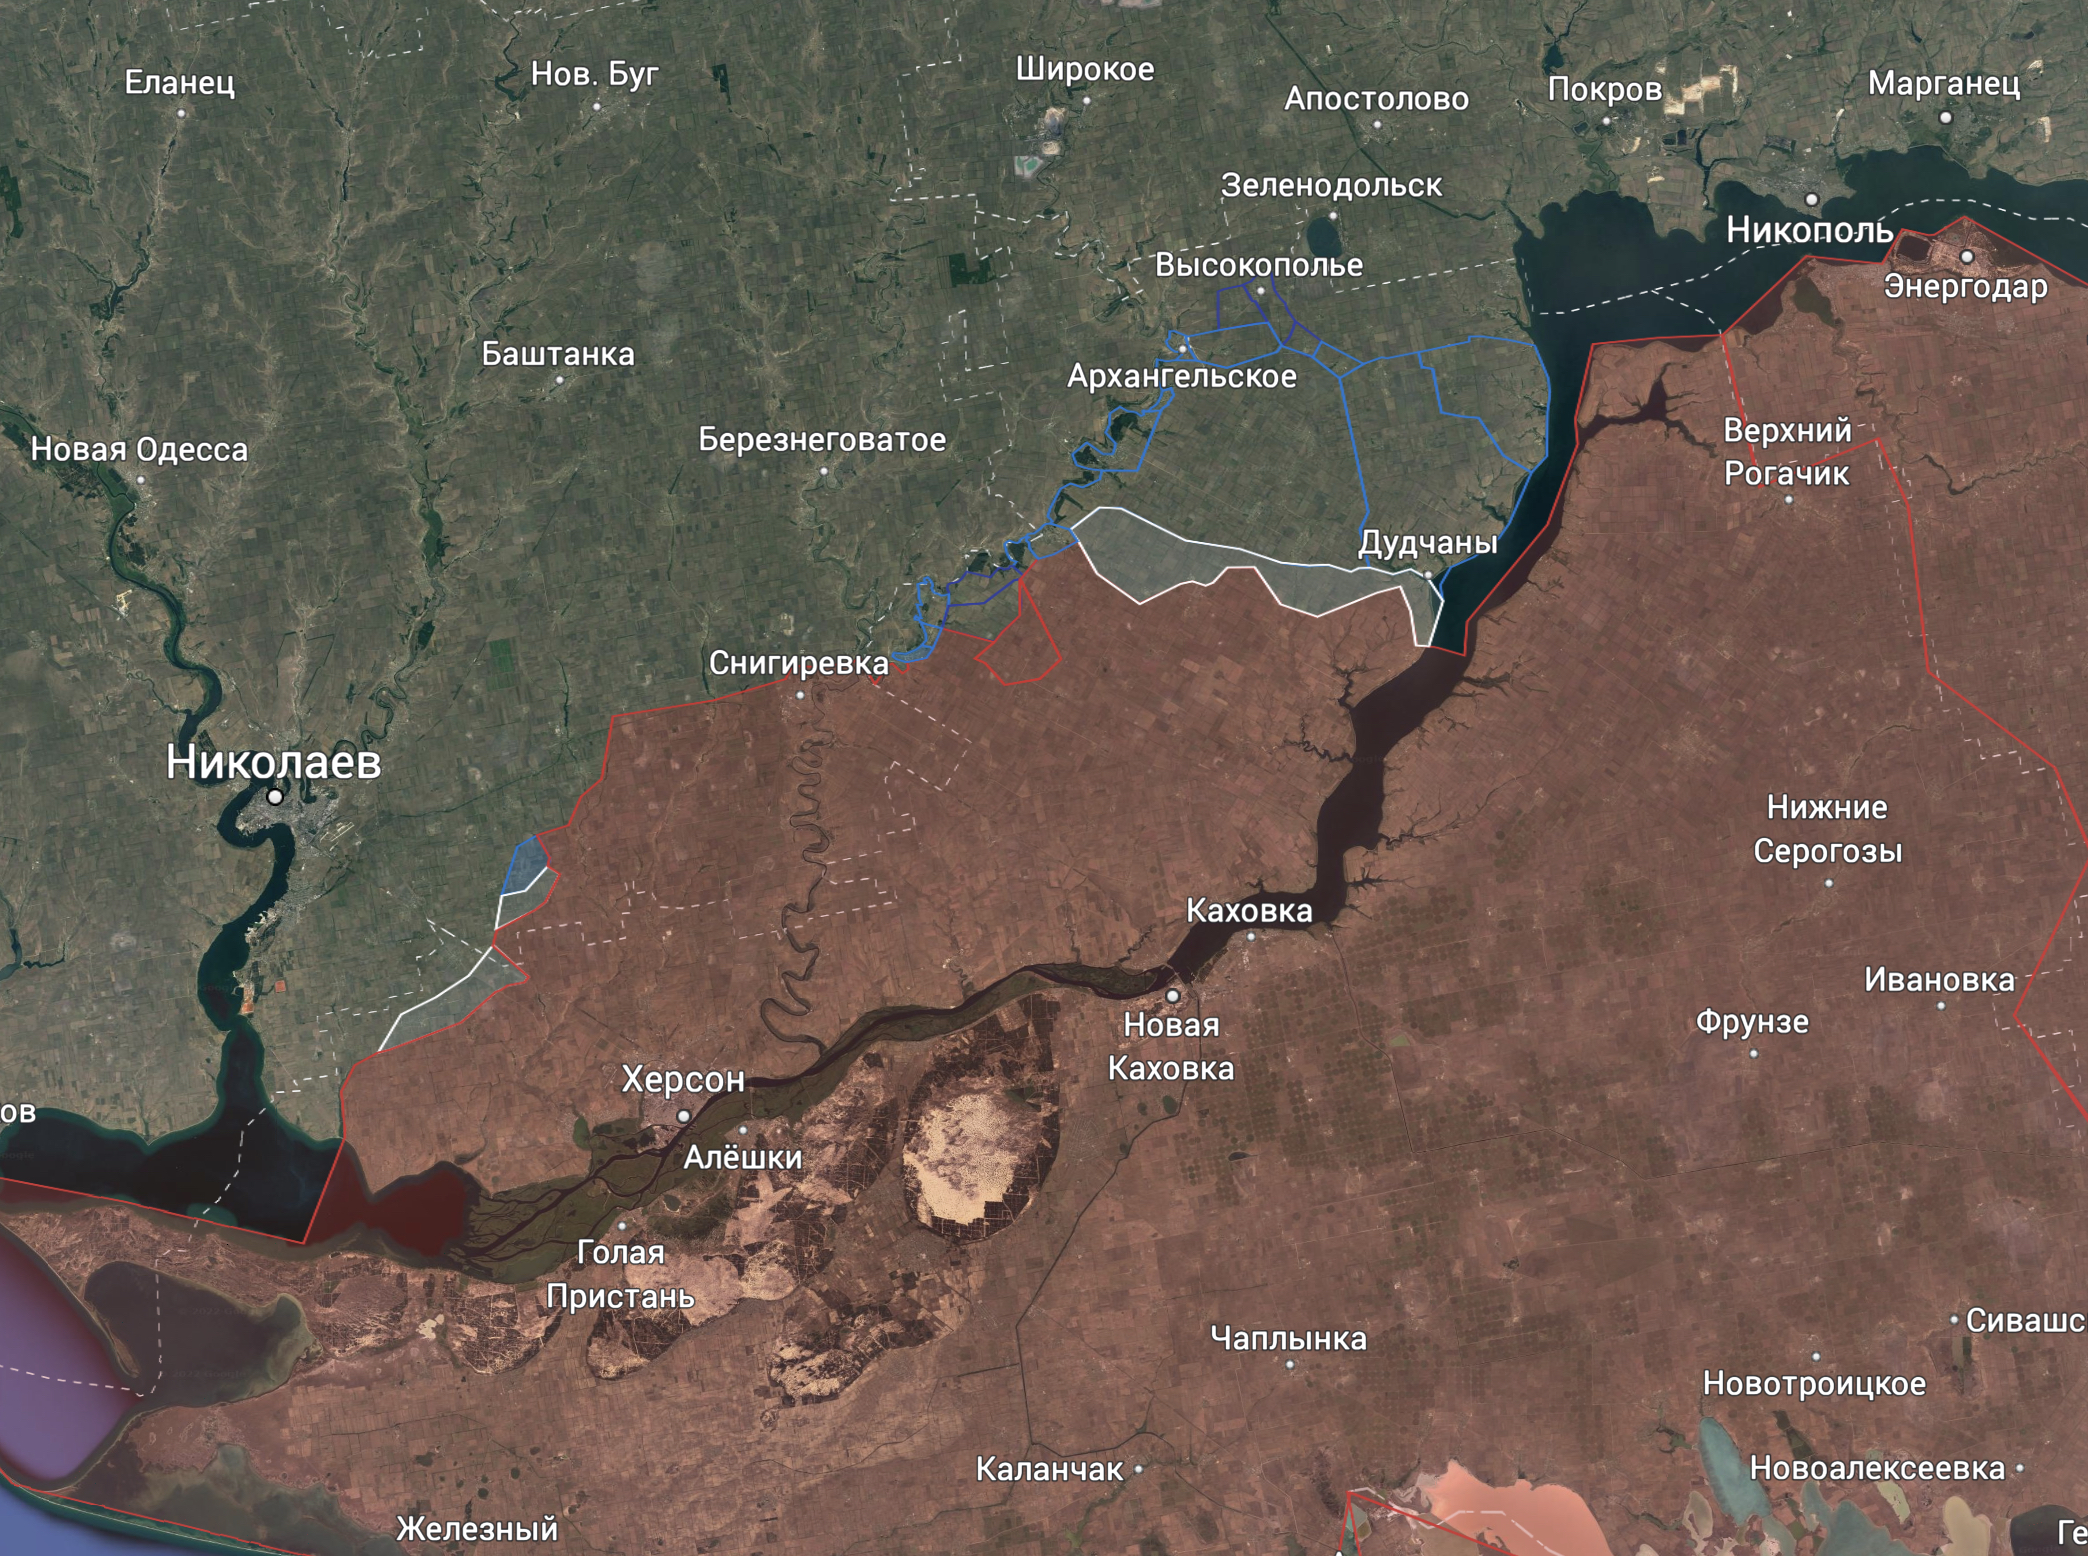 Еланец
Нов. Буг
Широкое
Апостолово
Покров
Марганец
Зеленодольск
Никополь
Высокополье
Энергодар
Баштанка
Архангельское
Новая Одесса
Березнеговатое
Верхний
Рогачик
Дудчаны
Снигиревка
Николаев
Нижние
Серогозы
Каховка
Ивановка
Новая
Каховка
Фрунзе
Херсон
ов
Алёшки
Голая
Пристань
Чаплынка
Сивашс
Новотроицкое
Каланчак
Новоалексеевка
Железный
Ге